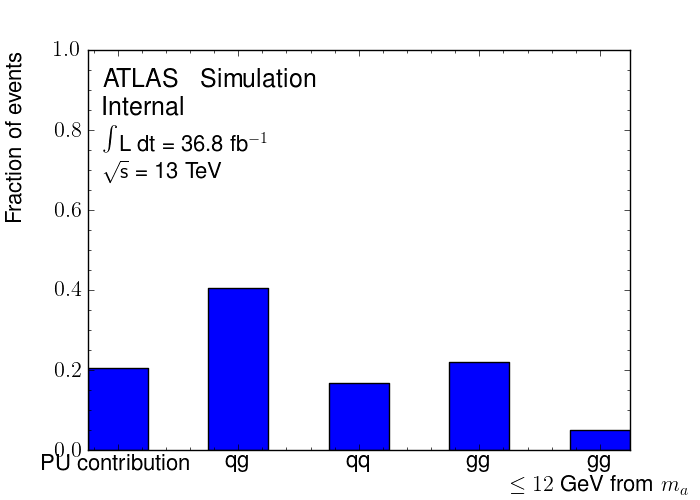 Fraction of events
1.0
0.8
0.6
0.4
0.2
0.0
ATLAS Simulation
Internal
∫L dt = 36.8 fb⁻¹
√s = 13 TeV
PU contribution qg qq gg gg
≤ 12 GeV from mₐ